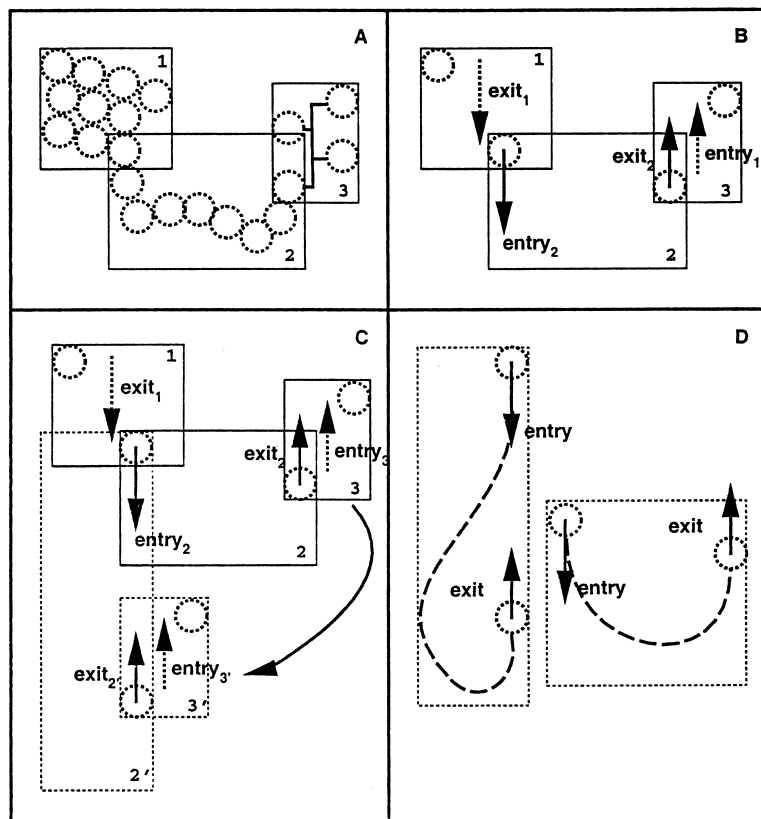 A
1
3
2
B
1
exit1
exit2
entry1
3
entry2
2
C
1
exit1
exit2
entry3
3
entry2
2
exit2'
entry3'
3'
2'
D
entry
exit
exit
entry